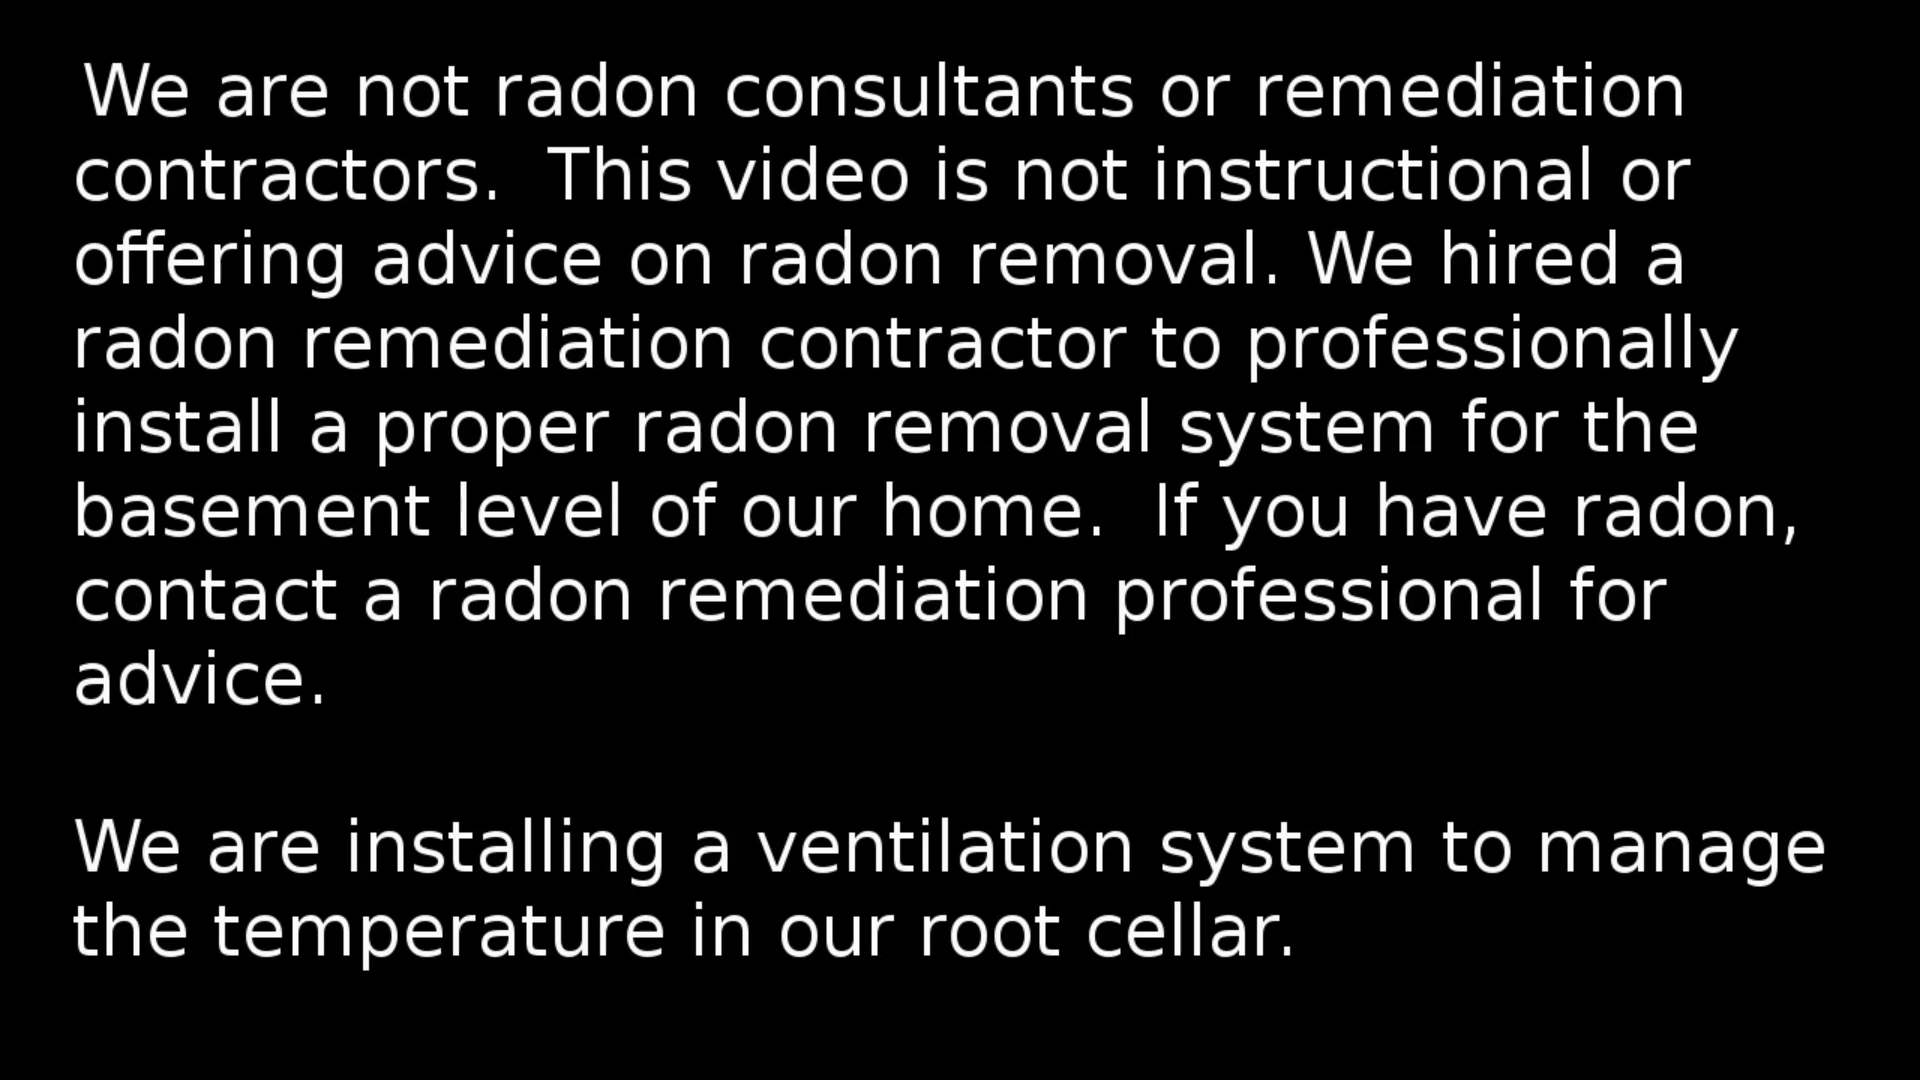 We are not radon consultants or remediation
contractors.  This video is not instructional or
offering advice on radon removal. We hired a
radon remediation contractor to professionally
install a proper radon removal system for the
basement level of our home.  If you have radon,
contact a radon remediation professional for
advice.

We are installing a ventilation system to manage
the temperature in our root cellar.